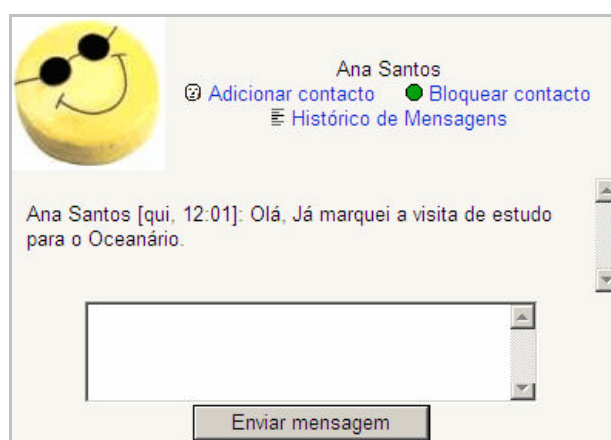 Ana Santos
Adicionar contacto Bloquear contacto
Histórico de Mensagens
Ana Santos [qui, 12:01]: Olá, Já marquei a visita de estudo
para o Oceanário.
Enviar mensagem